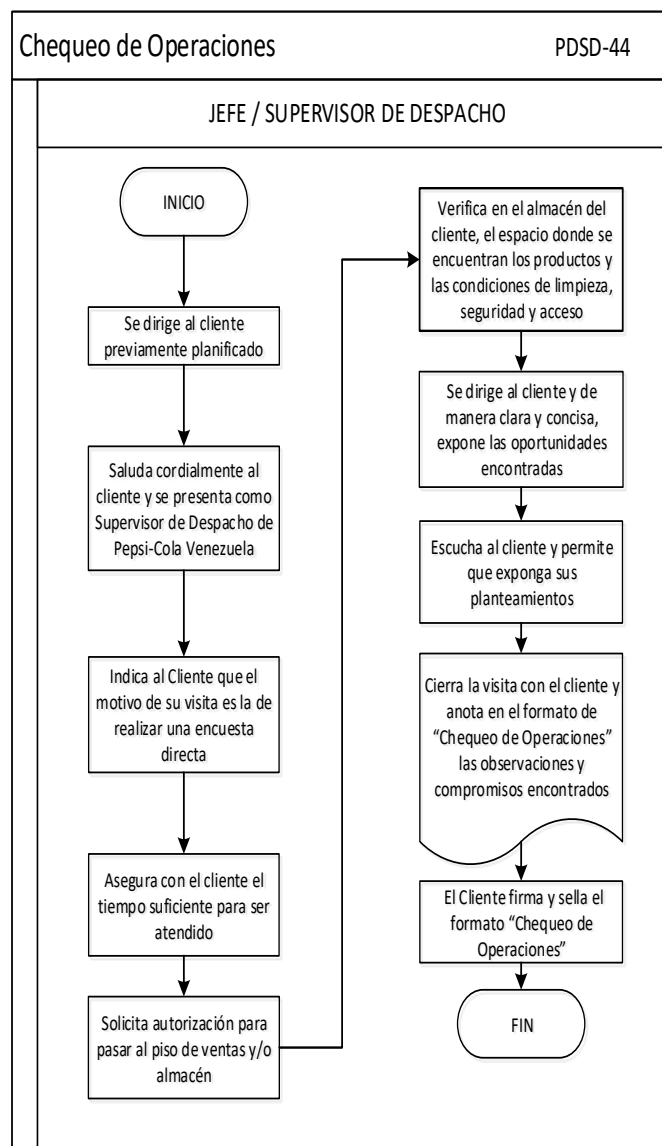 Chequeo de Operaciones
PDSD-44
JEFE / SUPERVISOR DE DESPACHO
INICIO
Se dirige al cliente
previamente planificado
Saluda cordialmente al
cliente y se presenta como
Supervisor de Despacho de
Pepsi-Cola Venezuela
Indica al Cliente que el
motivo de su visita es la de
realizar una encuesta
directa
Asegura con el cliente el
tiempo suficiente para ser
atendido
Solicita autorización para
pasar al piso de ventas y/o
almacén
Verifica en el almacén del
cliente, el espacio donde se
encuentran los productos y
las condiciones de limpieza,
seguridad y acceso
Se dirige al cliente y de
manera clara y concisa,
expone las oportunidades
encontradas
Escucha al cliente y permite
que exponga sus
planteamientos
Cierra la visita con el cliente y
anota en el formato de
“Chequeo de Operaciones”
las observaciones y
compromisos encontrados
El Cliente firma y sella el
formato “Chequeo de
Operaciones”
FIN